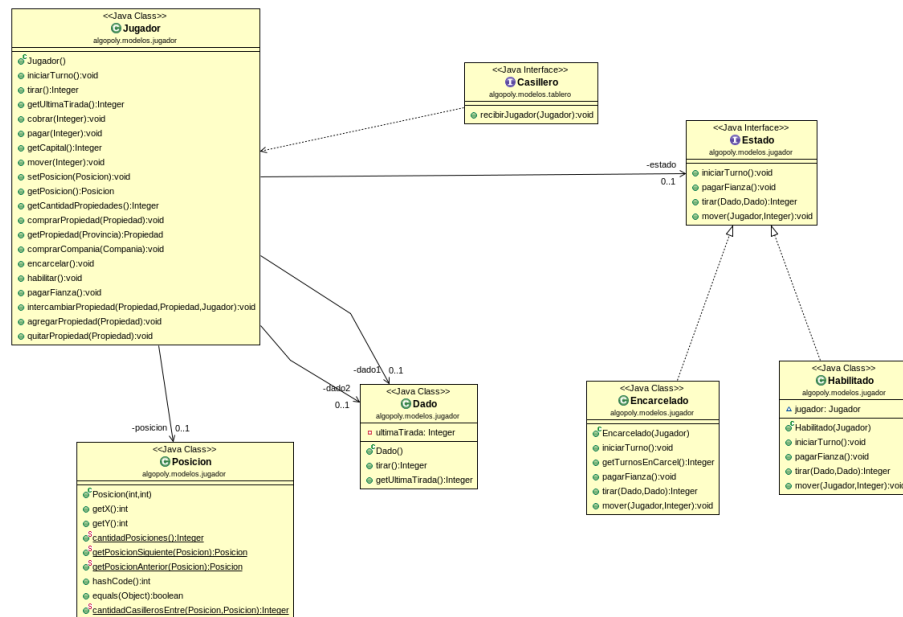 <<Java Class>>
Jugador
algopoly.modelos.jugador
Jugador()
iniciarTurno():void
tirar():Integer
getUltimaTirada():Integer
cobrar(Integer):void
pagar(Integer):void
getCapital():Integer
mover(Integer):void
setPosicion(Posicion):void
getPosicion():Posicion
getCantidadPropiedades():Integer
comprarPropiedad(Propiedad):void
getPropiedad(Provincia):Propiedad
comprarCompania(Compania):void
encarcelar():void
habilitar():void
pagarFianza():void
intercambiarPropiedad(Propiedad,Propiedad,Jugador):void
agregarPropiedad(Propiedad):void
quitarPropiedad(Propiedad):void
<<Java Interface>>
Casillero
algopoly.modelos.tablero
recibirJugador(Jugador):void
-estado
0..1
<<Java Interface>>
Estado
algopoly.modelos.jugador
iniciarTurno():void
pagarFianza():void
tirar(Dado,Dado):Integer
mover(Jugador,Integer):void
-dado1 0..1
-dado2
0..1
<<Java Class>>
Dado
algopoly.modelos.jugador
ultimaTirada: Integer
Dado()
tirar():Integer
getUltimaTirada():Integer
-posicion 0..1
<<Java Class>>
Posicion
algopoly.modelos.jugador
Posicion(int,int)
getX():int
getY():int
cantidadPosiciones():Integer
getPosicionSiguiente(Posicion):Posicion
getPosicionAnterior(Posicion):Posicion
hashCode():int
equals(Object):boolean
cantidadCasillerosEntre(Posicion,Posicion):Integer
<<Java Class>>
Encarcelado
algopoly.modelos.jugador
Encarcelado(Jugador)
iniciarTurno():void
getTurnosEnCarcel():Integer
pagarFianza():void
tirar(Dado,Dado):Integer
mover(Jugador,Integer):void
<<Java Class>>
Habilitado
algopoly.modelos.jugador
jugador: Jugador
Habilitado(Jugador)
iniciarTurno():void
pagarFianza():void
tirar(Dado,Dado):Integer
mover(Jugador,Integer):void